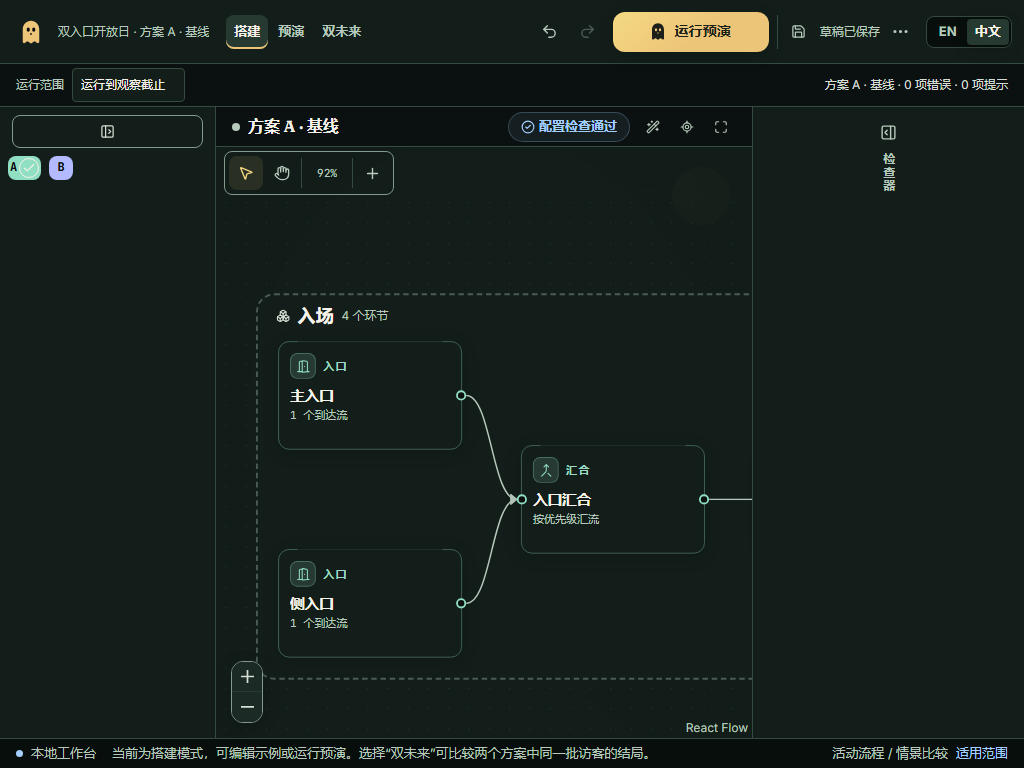 双入口开放日 · 方案 A · 基线
搭建
预演
双未来
运行预演
草稿已保存
EN
中文
运行范围
运行到观察截止
方案 A · 基线 · 0 项错误 · 0 项提示
A
B
方案 A · 基线
配置检查通过
检查器
92%
入场
4 个环节
入口
主入口
1 个到达流
汇合
入口汇合
按优先级汇流
入口
侧入口
1 个到达流
React Flow
本地工作台
当前为搭建模式，可编辑示例或运行预演。选择“双未来”可比较两个方案中同一批访客的结局。
活动流程 / 情景比较
适用范围